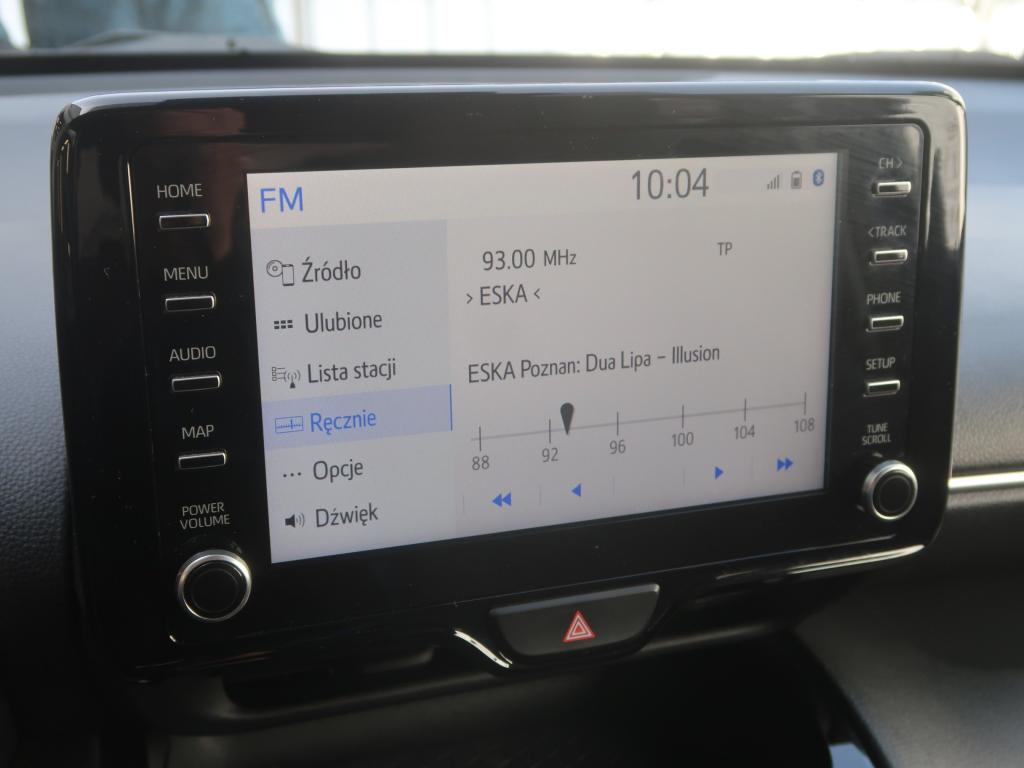 HOME
MENU
AUDIO
MAP
POWER
VOLUME
FM
10:04
Źródło
Ulubione
Lista stacji
Ręcznie
Opcje
Dźwięk
93.00 MHz
TP
> ESKA <
ESKA Poznan: Dua Lipa – Illusion
88 92 96 100 104 108
CH >
< TRACK
PHONE
SETUP
TUNE
SCROLL